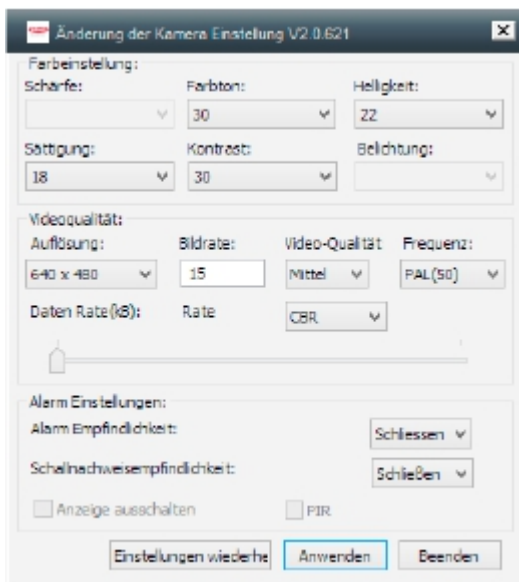 Änderung der Kamera Einstellung V2.0.621
Farbeinstellung:
Schärfe: Farbton: Helligkeit:
30 22
Sättigung: Kontrast: Belichtung:
18 30
Videoqualität:
Auflösung: Bildrate: Video-Qualität Frequenz:
640 x 480 15 Mittel PAL(50)
Daten Rate(kB): Rate CBR
Alarm Einstellungen:
Alarm Empfindlichkeit: Schliessen
Schallnachweisempfindlichkeit: Schließen
Anzeige ausschalten PIR
Einstellungen wiederhe Anwenden Beenden